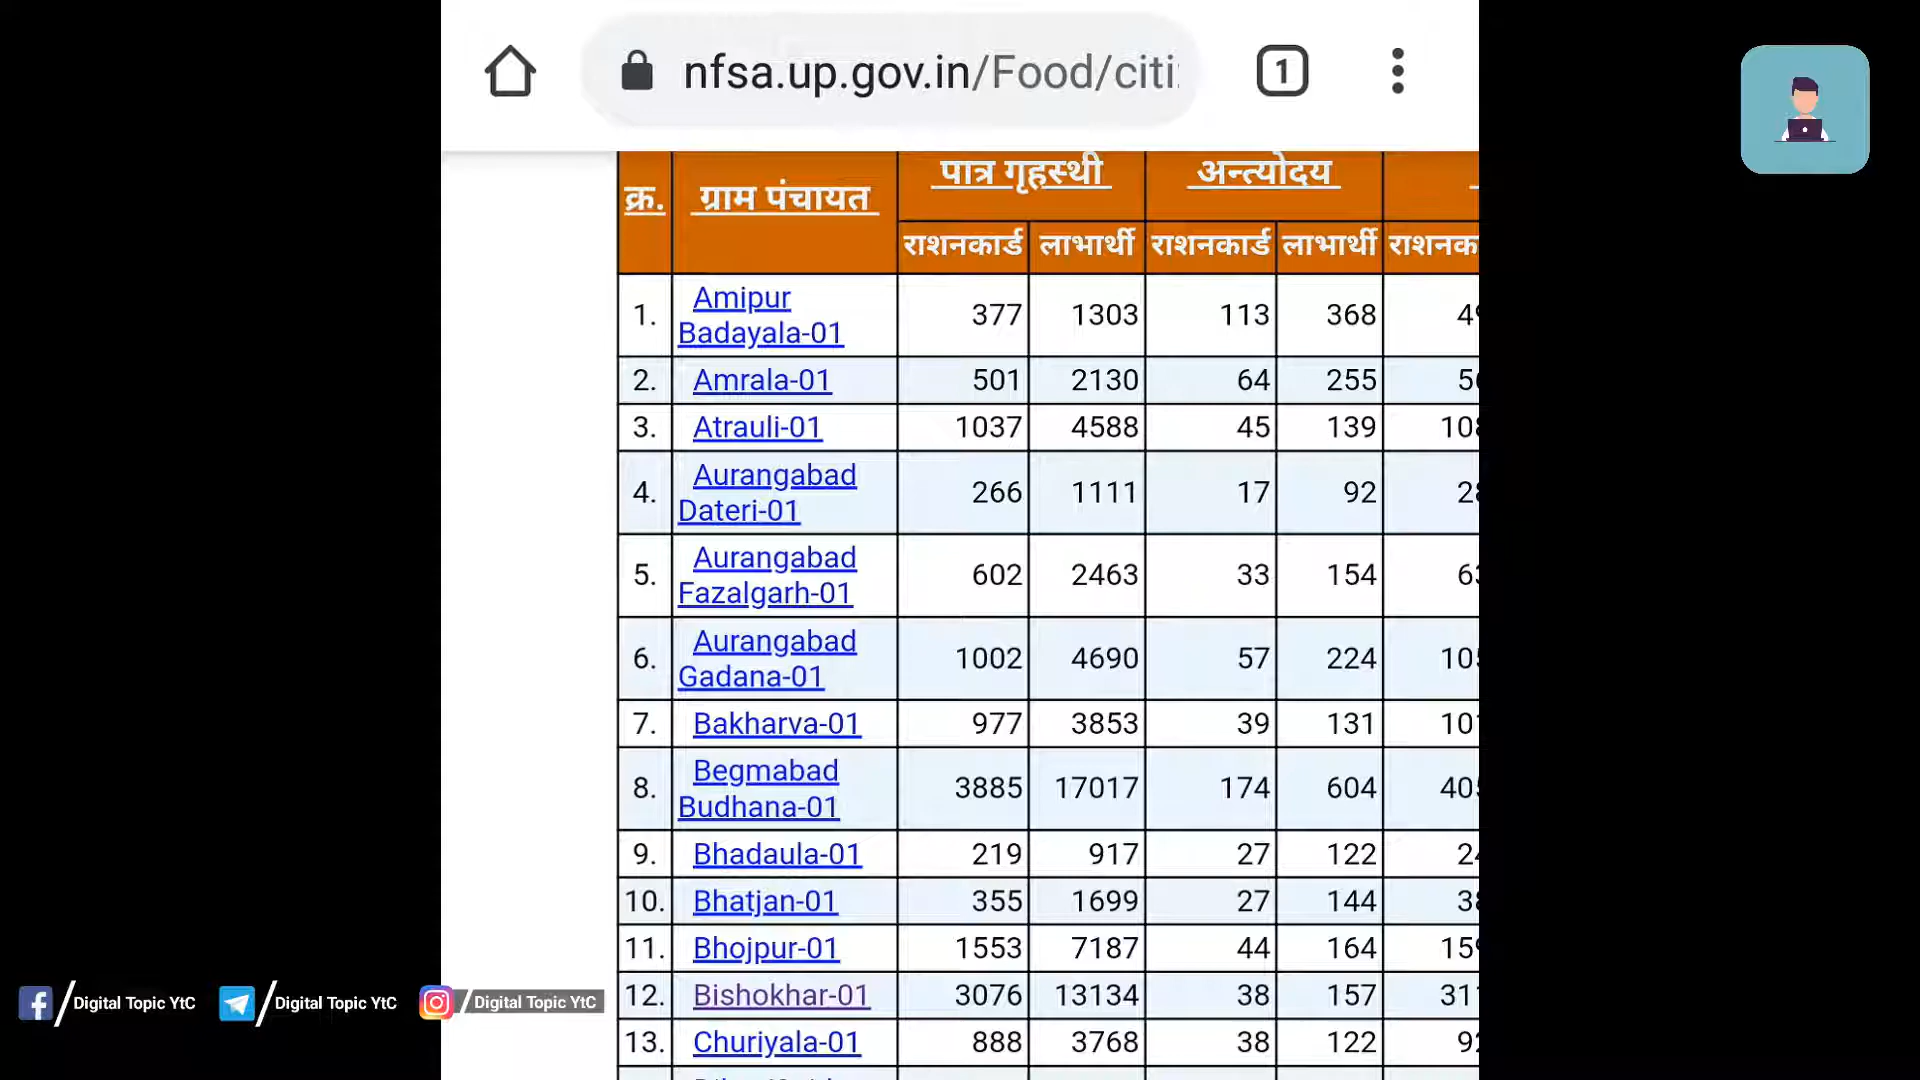 nfsa.up.gov.in/Food/citi
1
क्र. ग्राम पंचायत पात्र गृहस्थी अन्त्योदय
राशनकार्ड लाभार्थी राशनकार्ड लाभार्थी
1. Amipur Badayala-01 377 1303 113 368
2. Amrala-01 501 2130 64 255
3. Atrauli-01 1037 4588 45 139
4. Aurangabad Dateri-01 266 1111 17 92
5. Aurangabad Fazalgarh-01 602 2463 33 154
6. Aurangabad Gadana-01 1002 4690 57 224
7. Bakharva-01 977 3853 39 131
8. Begmabad Budhana-01 3885 17017 174 604
9. Bhadaula-01 219 917 27 122
10. Bhatjan-01 355 1699 27 144
11. Bhojpur-01 1553 7187 44 164
12. Bishokhar-01 3076 13134 38 157
13. Churiyala-01 888 3768 38 122
Digital Topic YtC Digital Topic YtC Digital Topic YtC